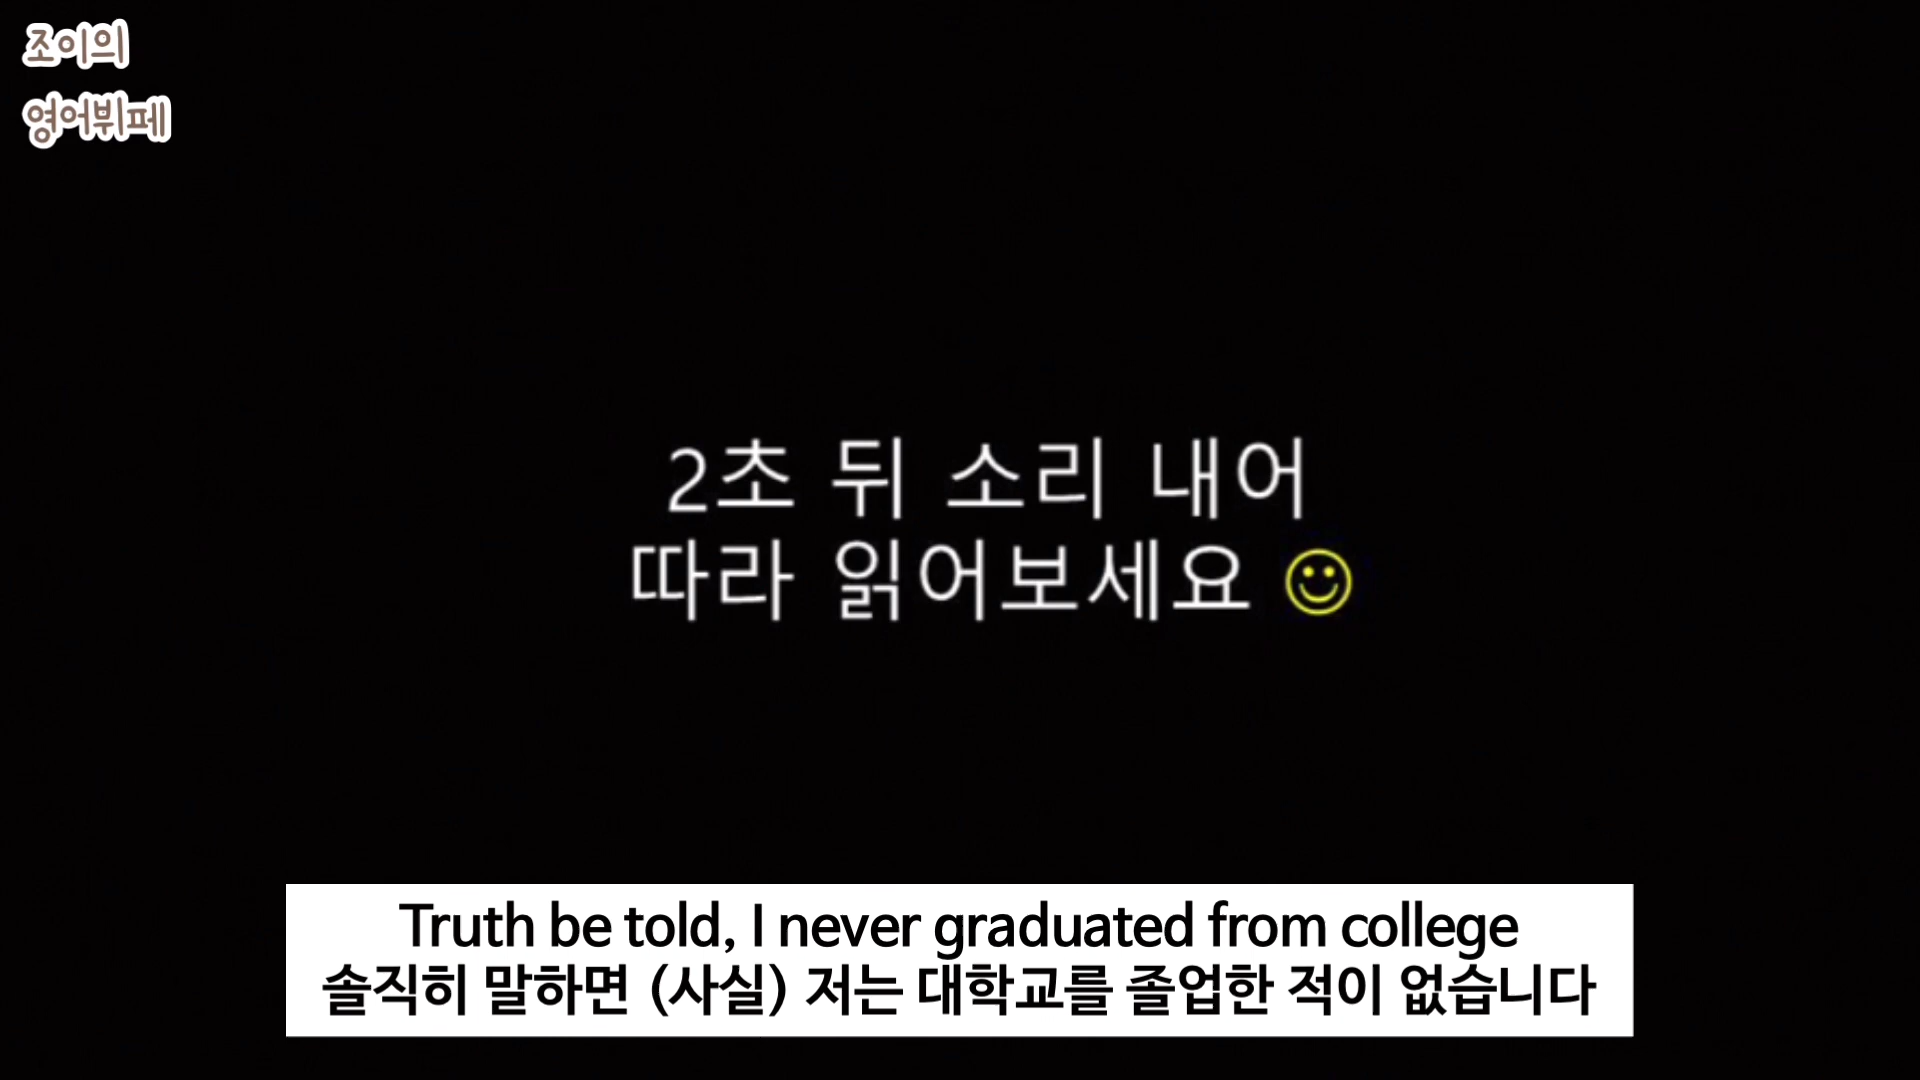 조이의
영어뷔페
2초 뒤 소리 내어
따라 읽어보세요 ☺
Truth be told, I never graduated from college
솔직히 말하면 (사실) 저는 대학교를 졸업한 적이 없습니다